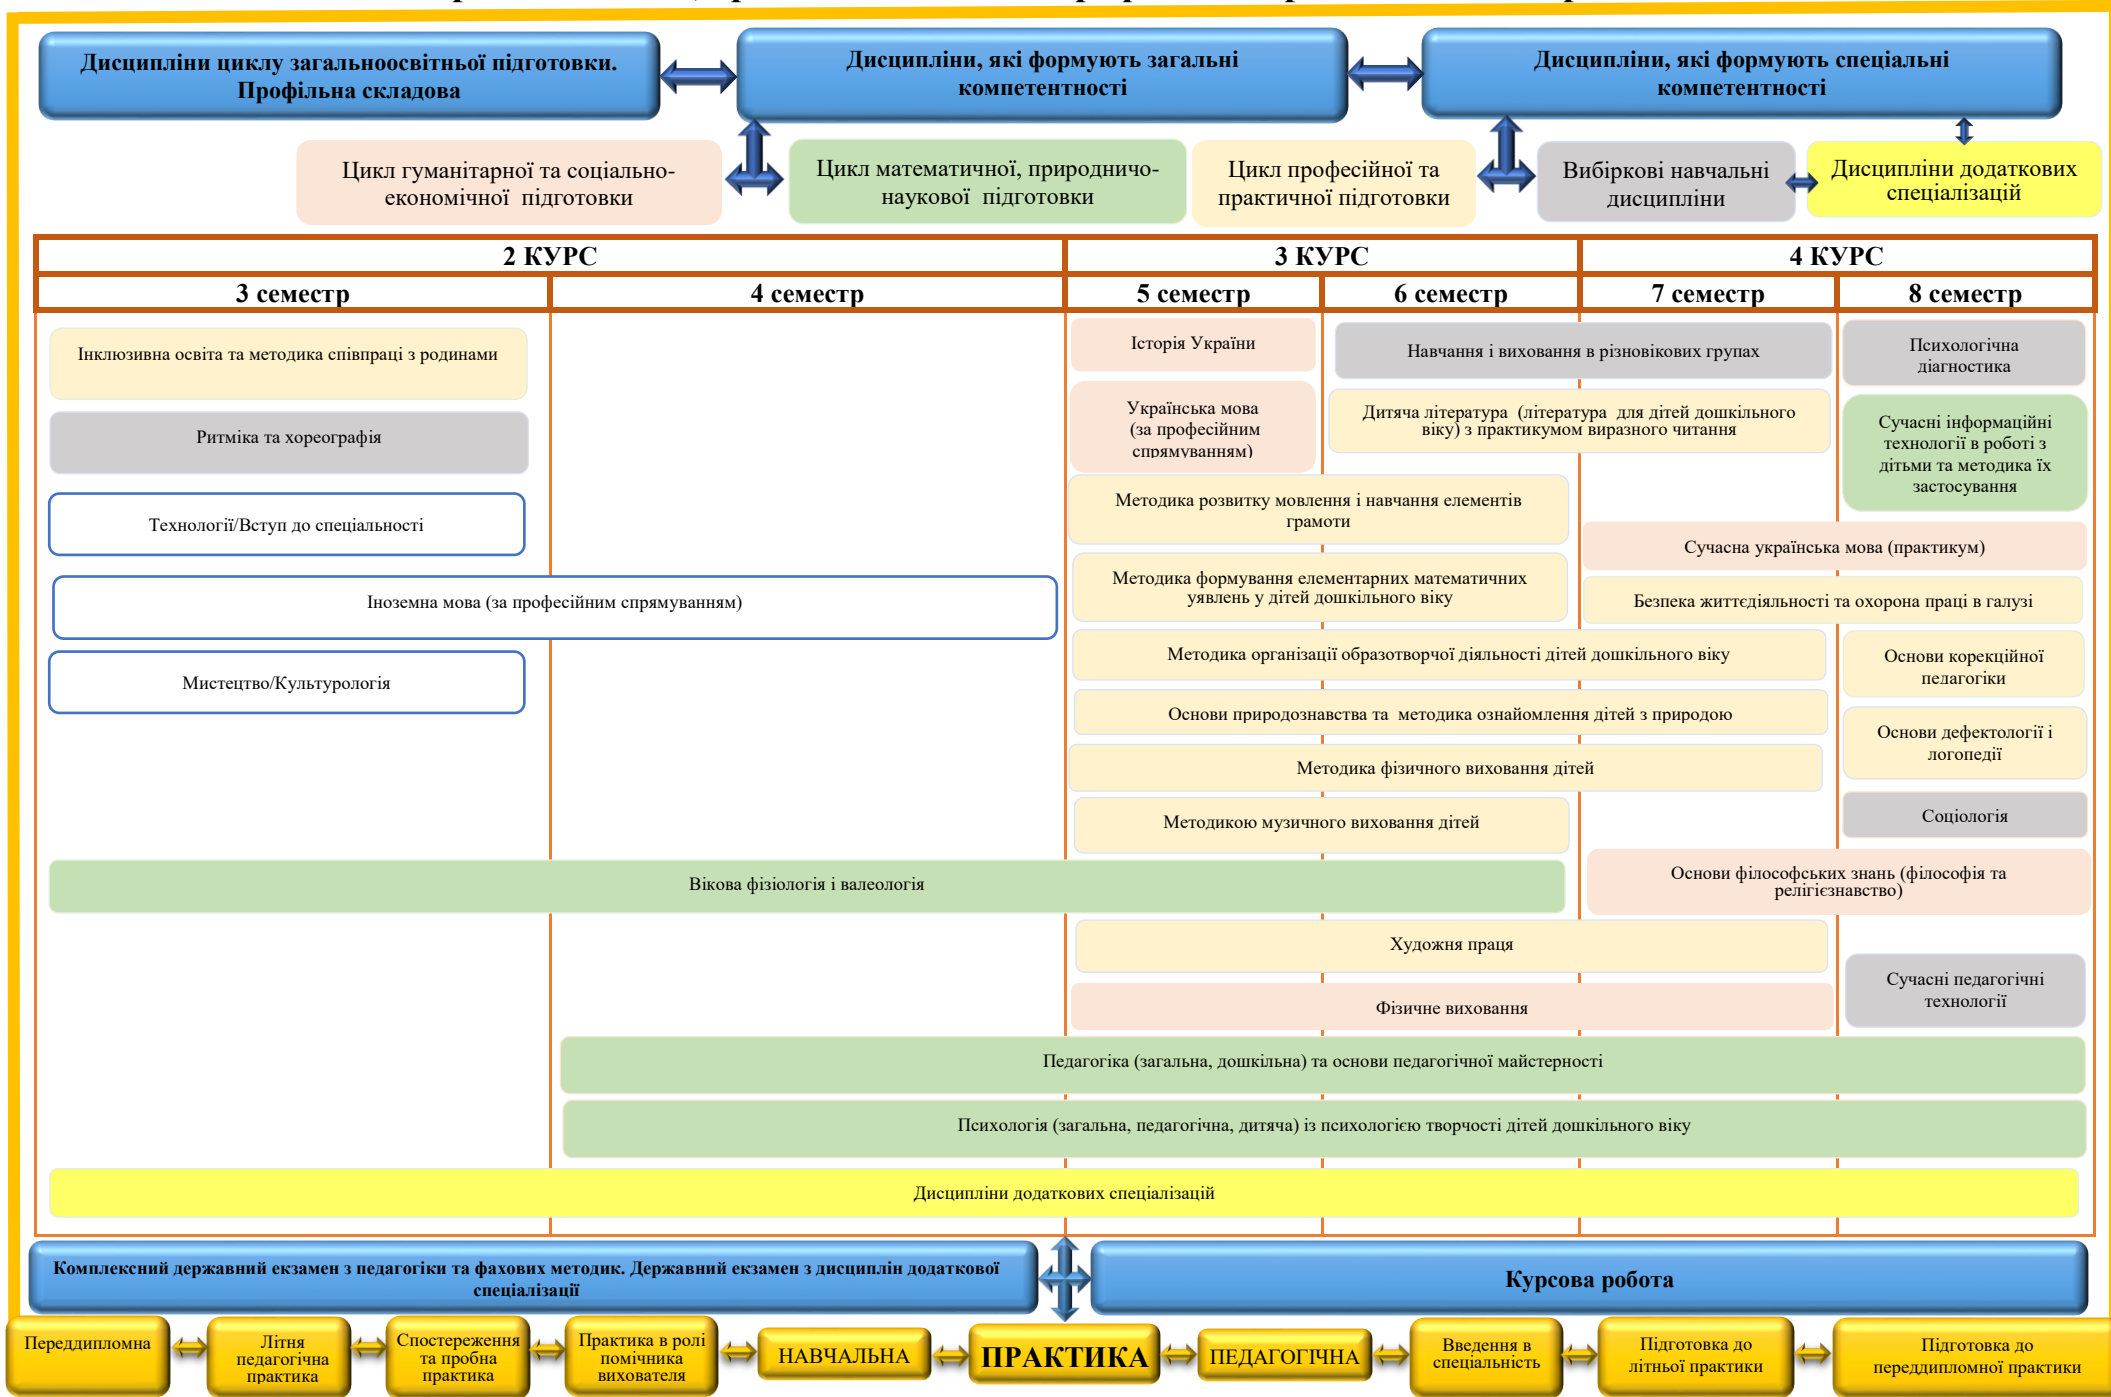 Дисципліни циклу загальноосвітньої підготовки.
Профільна складова
Дисципліни, які формують загальні
компетентності
Дисципліни, які формують спеціальні
компетентності
Цикл гуманітарної та соціально-
економічної підготовки
Цикл математичної, природничо-
наукової підготовки
Цикл професійної та
практичної підготовки
Вибіркові навчальні
дисципліни
Дисципліни додаткових
спеціалізацій
2 КУРС
3 КУРС
4 КУРС
3 семестр
4 семестр
5 семестр
6 семестр
7 семестр
8 семестр
Інклюзивна освіта та методика співпраці з родинами
Ритміка та хореографія
Технології/Вступ до спеціальності
Іноземна мова (за професійним спрямуванням)
Мистецтво/Культурологія
Історія України
Навчання і виховання в різновікових групах
Психологічна
діагностика
Українська мова
(за професійним
спрямуванням)
Дитяча література (література для дітей дошкільного
віку) з практикумом виразного читання
Сучасні інформаційні
технології в роботі з
дітьми та методика їх
застосування
Методика розвитку мовлення і навчання елементів
грамоти
Сучасна українська мова (практикум)
Методика формування елементарних математичних
уявлень у дітей дошкільного віку
Безпека життєдіяльності та охорона праці в галузі
Методика організації образотворчої діяльності дітей дошкільного віку
Основи корекційної
педагогіки
Основи природознавства та методика ознайомлення дітей з природою
Основи дефектології і
логопедії
Методика фізичного виховання дітей
Методикою музичного виховання дітей
Соціологія
Вікова фізіологія і валеологія
Основи філософських знань (філософія та
релігієзнавство)
Художня праця
Сучасні педагогічні
технології
Фізичне виховання
Педагогіка (загальна, дошкільна) та основи педагогічної майстерності
Психологія (загальна, педагогічна, дитяча) із психологією творчості дітей дошкільного віку
Дисципліни додаткових спеціалізацій
Комплексний державний екзамен з педагогіки та фахових методик. Державний екзамен з дисциплін додаткової
спеціалізації
Курсова робота
Переддипломна
Літня
педагогічна
практика
Спостереження
та пробна
практика
Практика в ролі
помічника
вихователя
НАВЧАЛЬНА
ПРАКТИКА
ПЕДАГОГІЧНА
Введення в
спеціальність
Підготовка до
літньої практики
Підготовка до
переддипломної практики